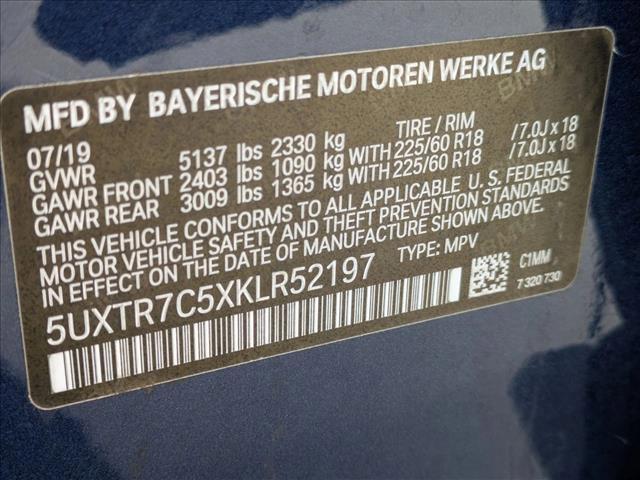 MFD BY BAYERISCHE MOTOREN WERKE AG
07/19 TIRE / RIM
GVWR 5137 lbs 2330 kg
GAWR FRONT 2403 lbs 1090 kg WITH 225/60 R18 /7.0J x 18
GAWR REAR 3009 lbs 1365 kg WITH 225/60 R18 /7.0J x 18
THIS VEHICLE CONFORMS TO ALL APPLICABLE U. S. FEDERAL
MOTOR VEHICLE SAFETY AND THEFT PREVENTION STANDARDS
IN EFFECT ON THE DATE OF MANUFACTURE SHOWN ABOVE.
5UXTR7C5XKLR52197 TYPE: MPV
C1MM
7 320 730